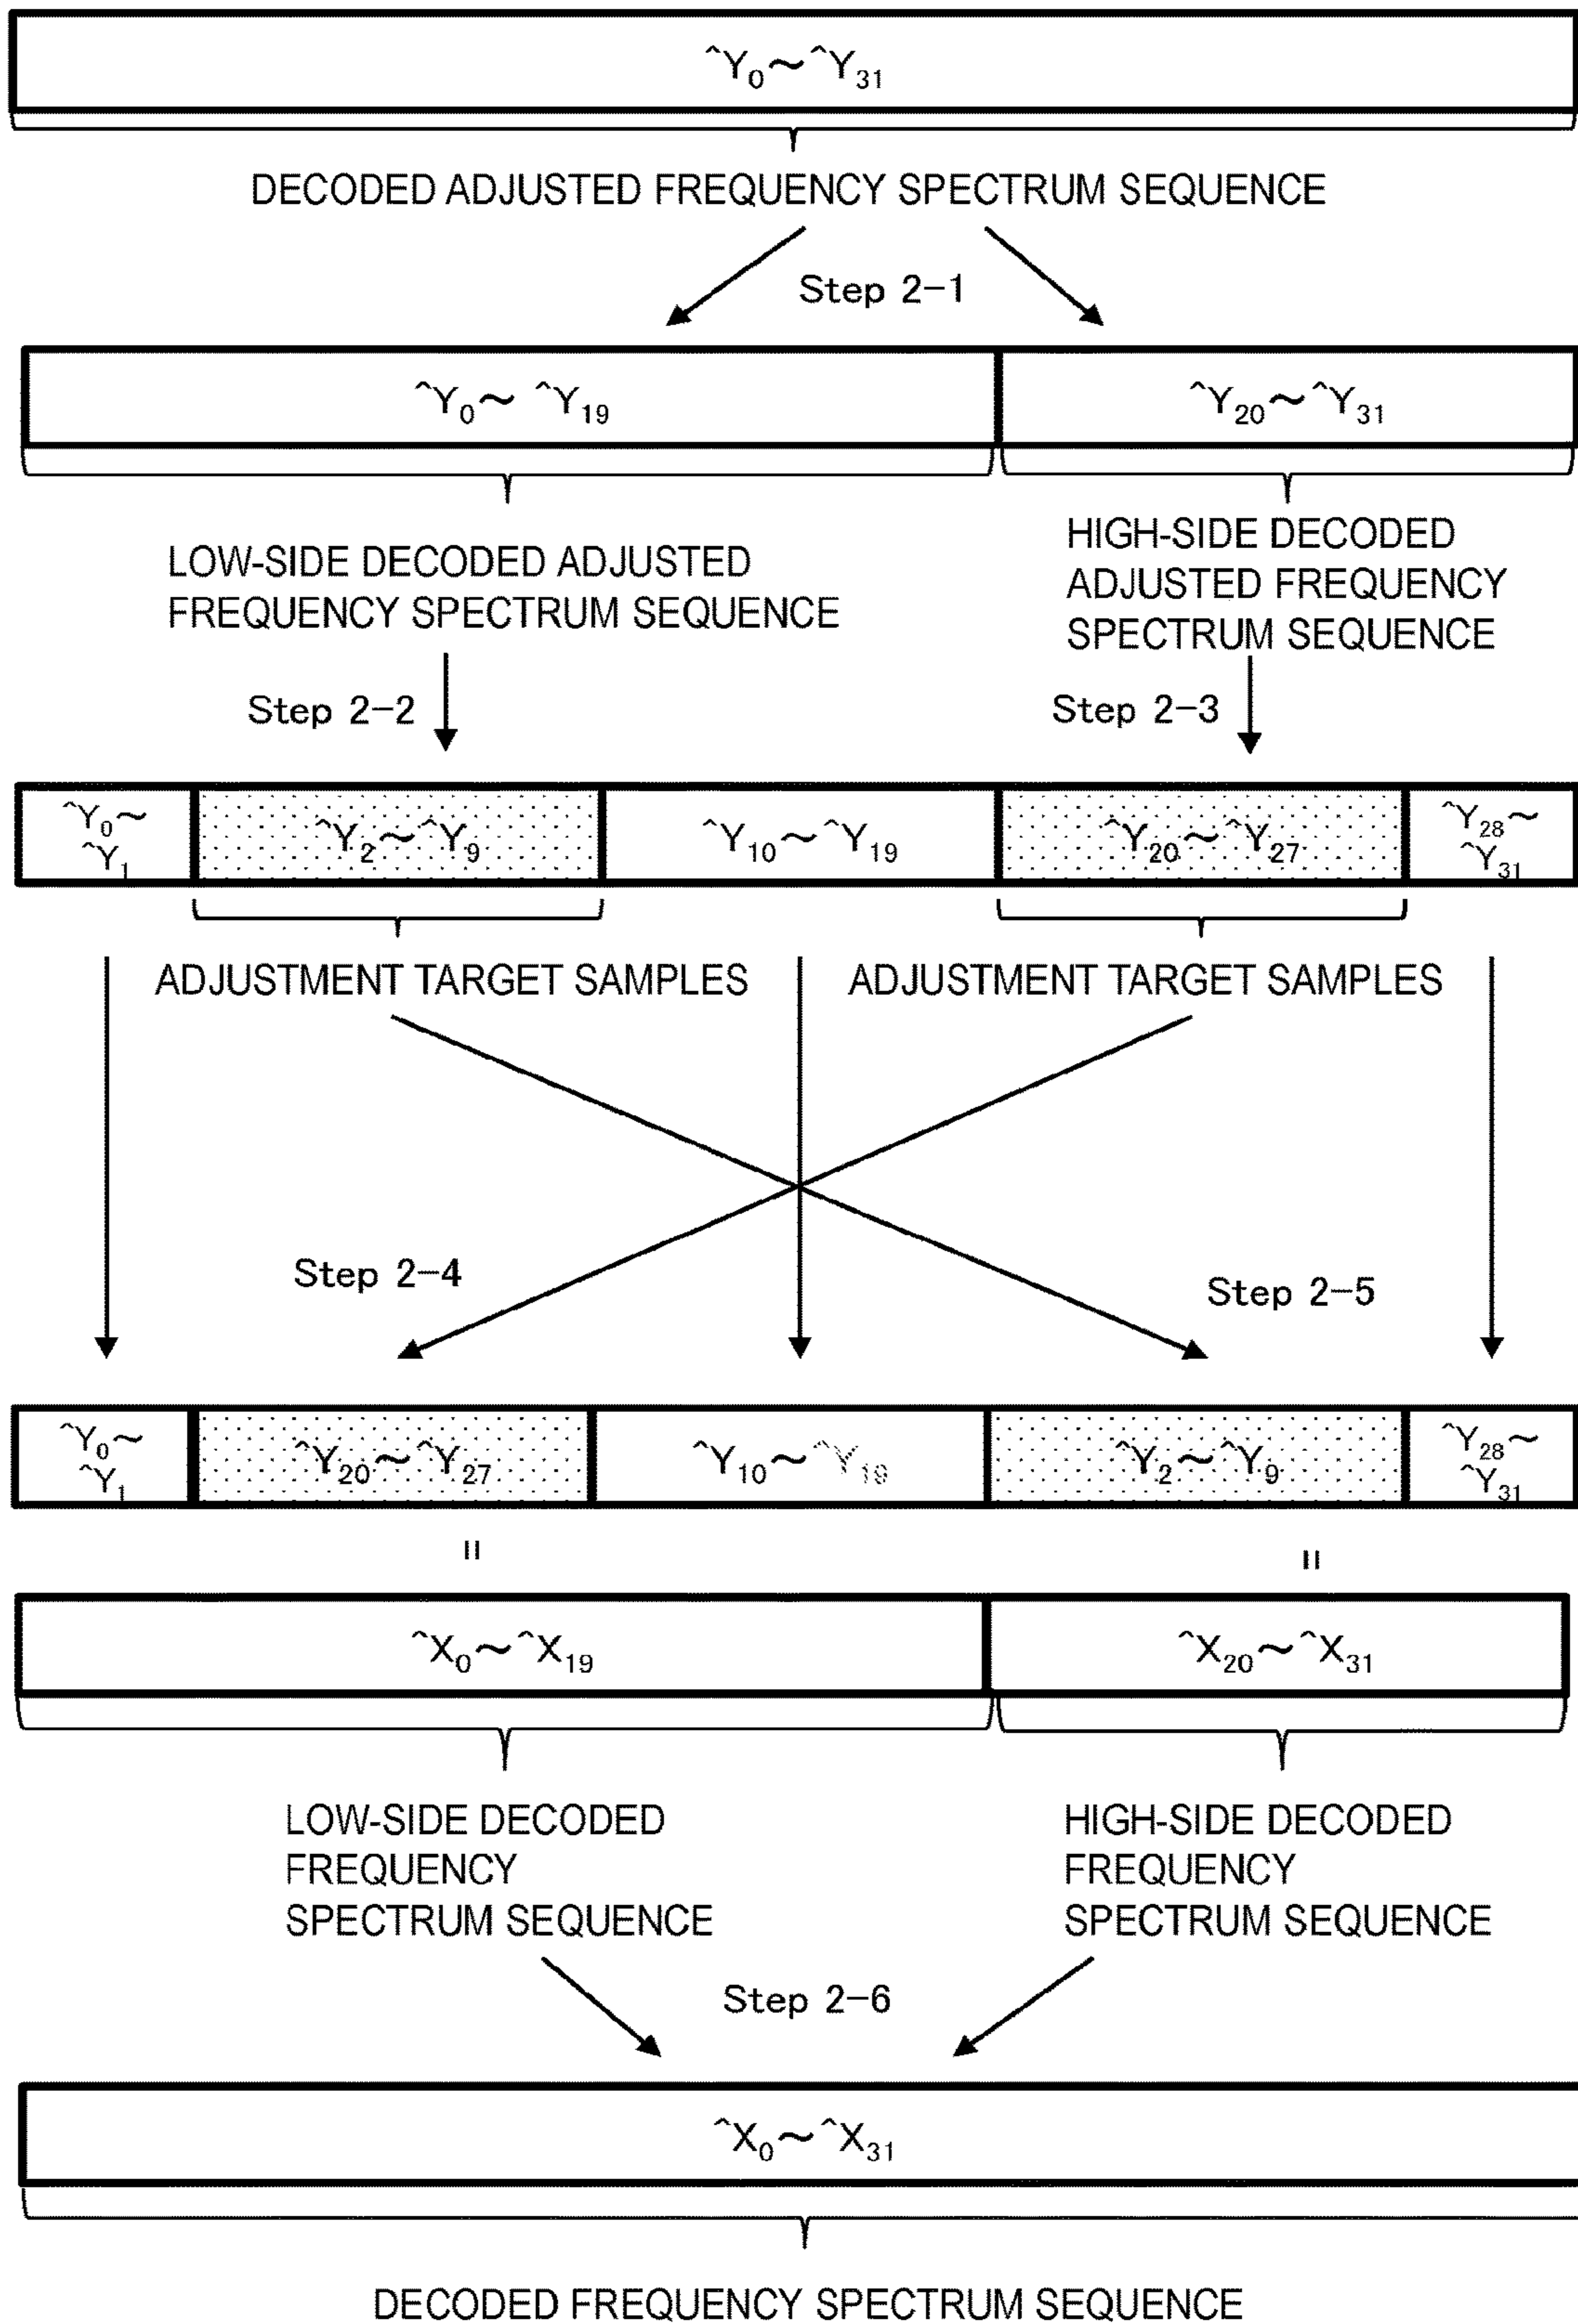 ^Y₀～^Y₃₁
DECODED ADJUSTED FREQUENCY SPECTRUM SEQUENCE
Step 2-1
^Y₀～ ^Y₁₉
^Y₂₀～^Y₃₁
LOW-SIDE DECODED ADJUSTED
FREQUENCY SPECTRUM SEQUENCE
HIGH-SIDE DECODED
ADJUSTED FREQUENCY
SPECTRUM SEQUENCE
Step 2-2
Step 2-3
^Y₀～
^Y₁
^Y₂～^Y₉
^Y₁₀～^Y₁₉
^Y₂₀～^Y₂₇
^Y₂₈～
^Y₃₁
ADJUSTMENT TARGET SAMPLES
ADJUSTMENT TARGET SAMPLES
Step 2-4
Step 2-5
^Y₀～
^Y₁
^Y₂₀～^Y₂₇
^Y₁₀～^Y₁₉
^Y₂～^Y₉
^Y₂₈～
^Y₃₁
=
=
^X₀～^X₁₉
^X₂₀～^X₃₁
LOW-SIDE DECODED
FREQUENCY
SPECTRUM SEQUENCE
HIGH-SIDE DECODED
FREQUENCY
SPECTRUM SEQUENCE
Step 2-6
^X₀～^X₃₁
DECODED FREQUENCY SPECTRUM SEQUENCE